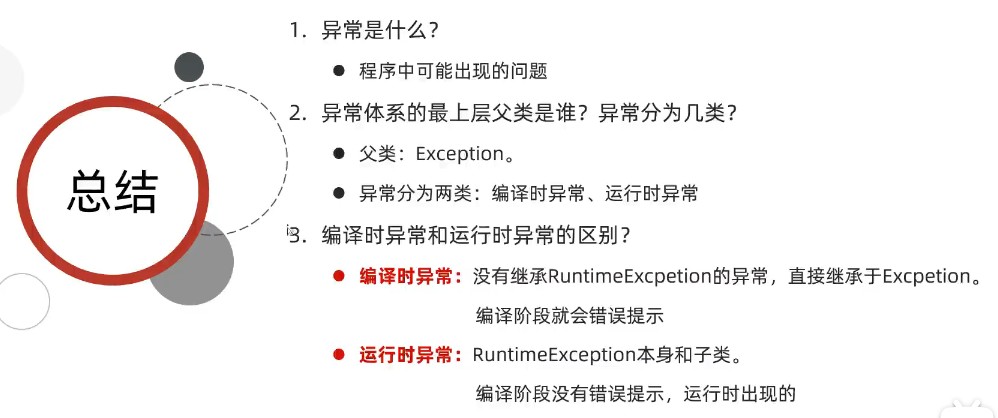 总结
1. 异常是什么？
● 程序中可能出现的问题
2. 异常体系的最上层父类是谁？异常分为几类？
● 父类：Exception。
● 异常分为两类：编译时异常、运行时异常
3. 编译时异常和运行时异常的区别？
● 编译时异常：没有继承RuntimeExcpetion的异常，直接继承于Excpetion。
编译阶段就会错误提示
● 运行时异常：RuntimeException本身和子类。
编译阶段没有错误提示，运行时出现的